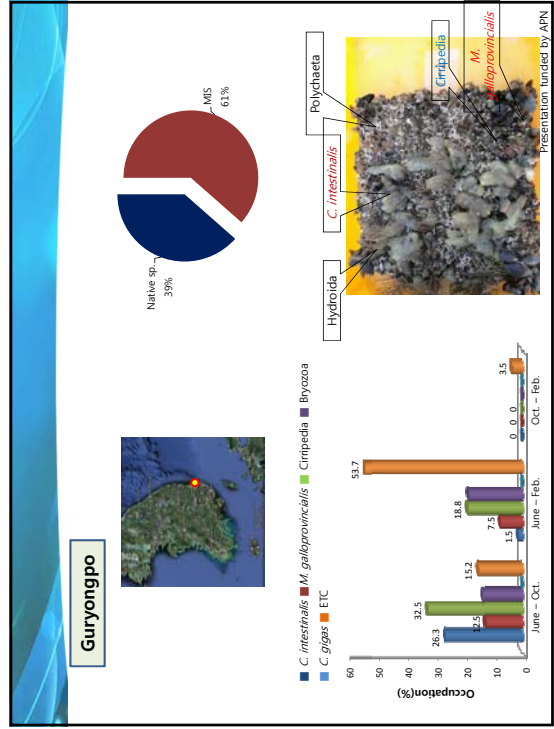 Guryongpo
Native sp.
39%
MIS
61%
C. intestinalis
M. galloprovincialis
Cirripedia
Bryozoa
C. gigas
ETC
Occupation(%)
60
50
40
30
20
10
0
26.3
12.5
32.5
15.2
1.5
7.5
18.8
53.7
0
0
0
3.5
June – Oct.
June – Feb.
Oct. – Feb.
Hydroida
C. intestinalis
Polychaeta
Cirripedia
M.
galloprovincialis
Presentation funded by APN